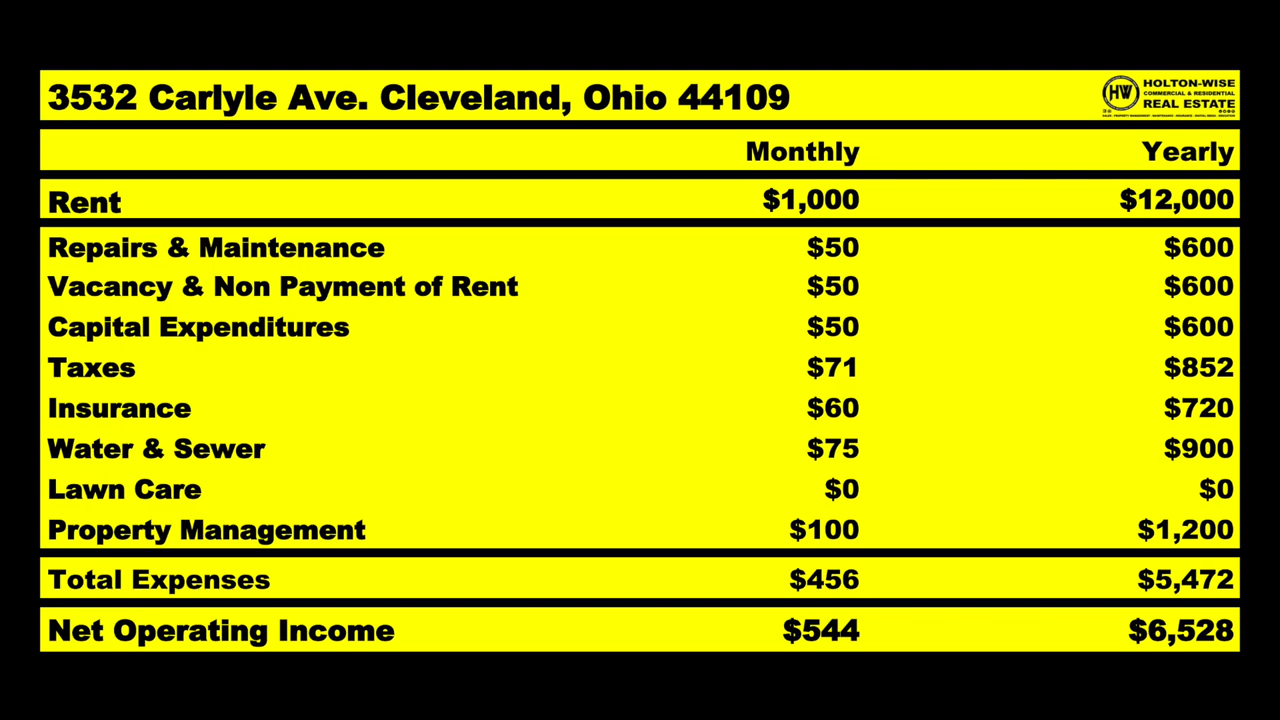 3532 Carlyle Ave. Cleveland, Ohio 44109
HW
HOLTON-WISE
COMMERCIAL & RESIDENTIAL
REAL ESTATE
Monthly Yearly
Rent $1,000 $12,000
Repairs & Maintenance $50 $600
Vacancy & Non Payment of Rent $50 $600
Capital Expenditures $50 $600
Taxes $71 $852
Insurance $60 $720
Water & Sewer $75 $900
Lawn Care $0 $0
Property Management $100 $1,200
Total Expenses $456 $5,472
Net Operating Income $544 $6,528